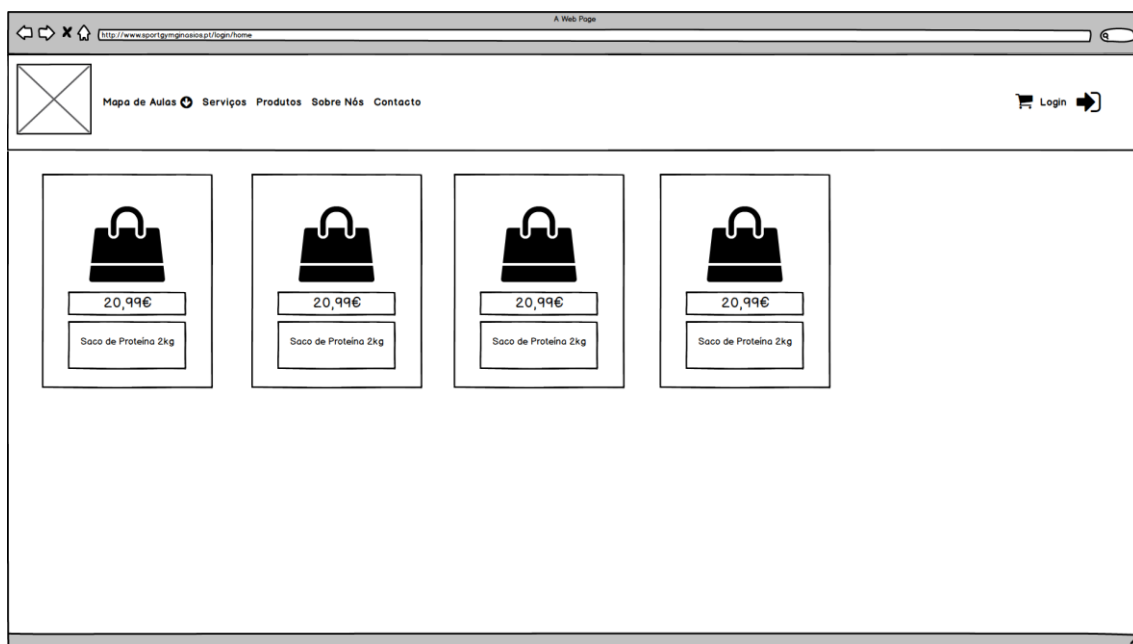 A Web Page
http://www.sportgymginasios.pt/login/home
Mapa de Aulas Serviços Produtos Sobre Nós Contacto Login
20,99€ 20,99€ 20,99€ 20,99€
Saco de Proteína 2kg Saco de Proteína 2kg Saco de Proteína 2kg Saco de Proteína 2kg